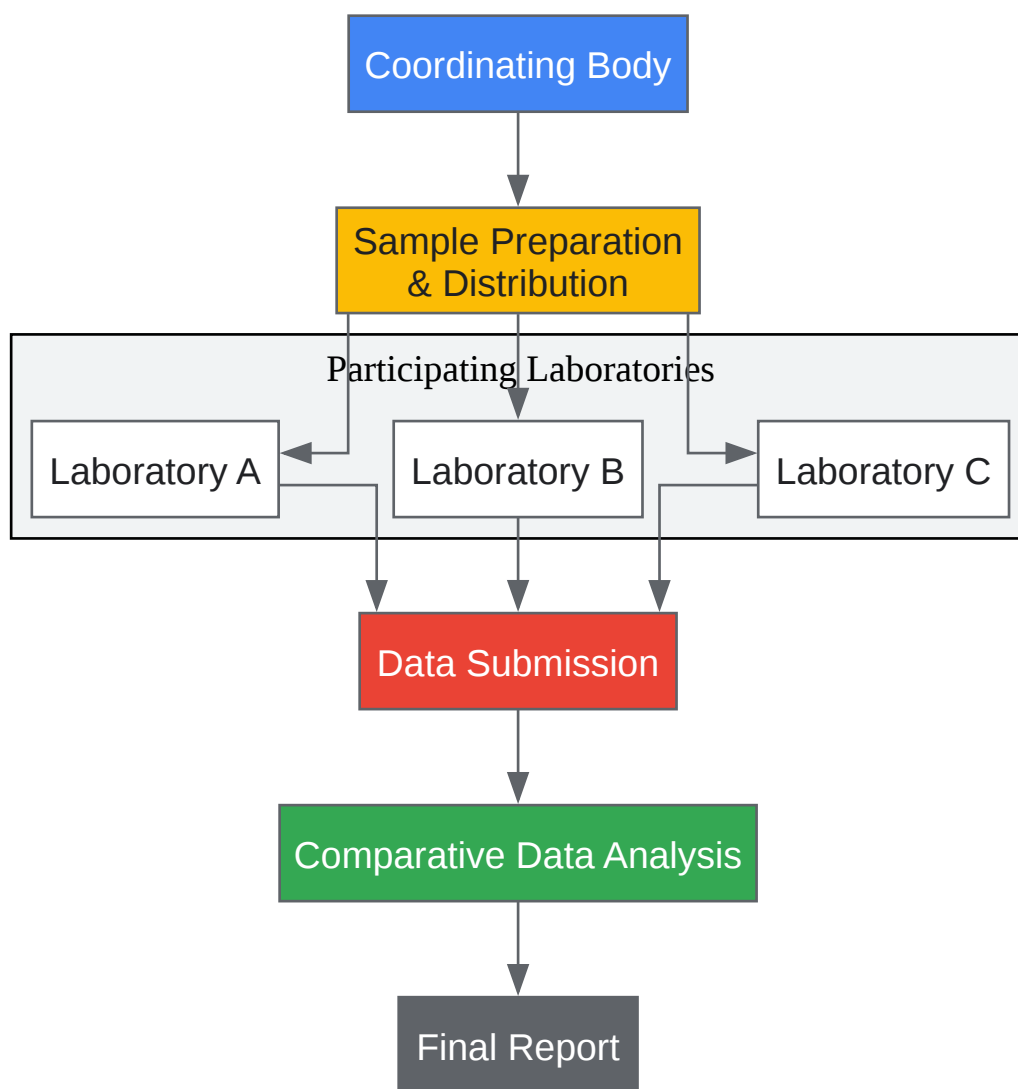 Coordinating Body
Sample Preparation
& Distribution
Participating Laboratories
Laboratory A
Laboratory B
Laboratory C
Data Submission
Comparative Data Analysis
Final Report